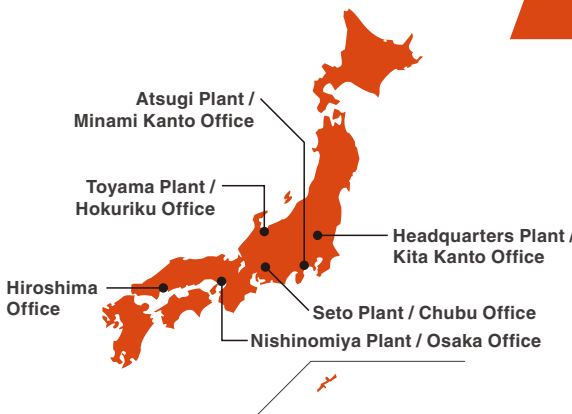 Atsugi Plant /
Minami Kanto Office
Toyama Plant /
Hokuriku Office
Headquarters Plant /
Kita Kanto Office
Hiroshima
Office
Seto Plant / Chubu Office
Nishinomiya Plant / Osaka Office